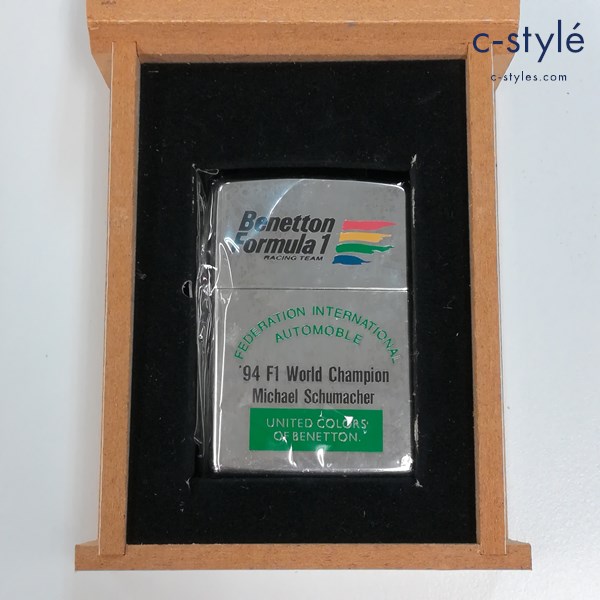 c-stylé
c-styles.com
Benetton
Formula 1
RACING TEAM
FEDERATION INTERNATIONAL
AUTOMOBLE
'94 F1 World Champion
Michael Schumacher
UNITED COLORS
OF BENETTON.